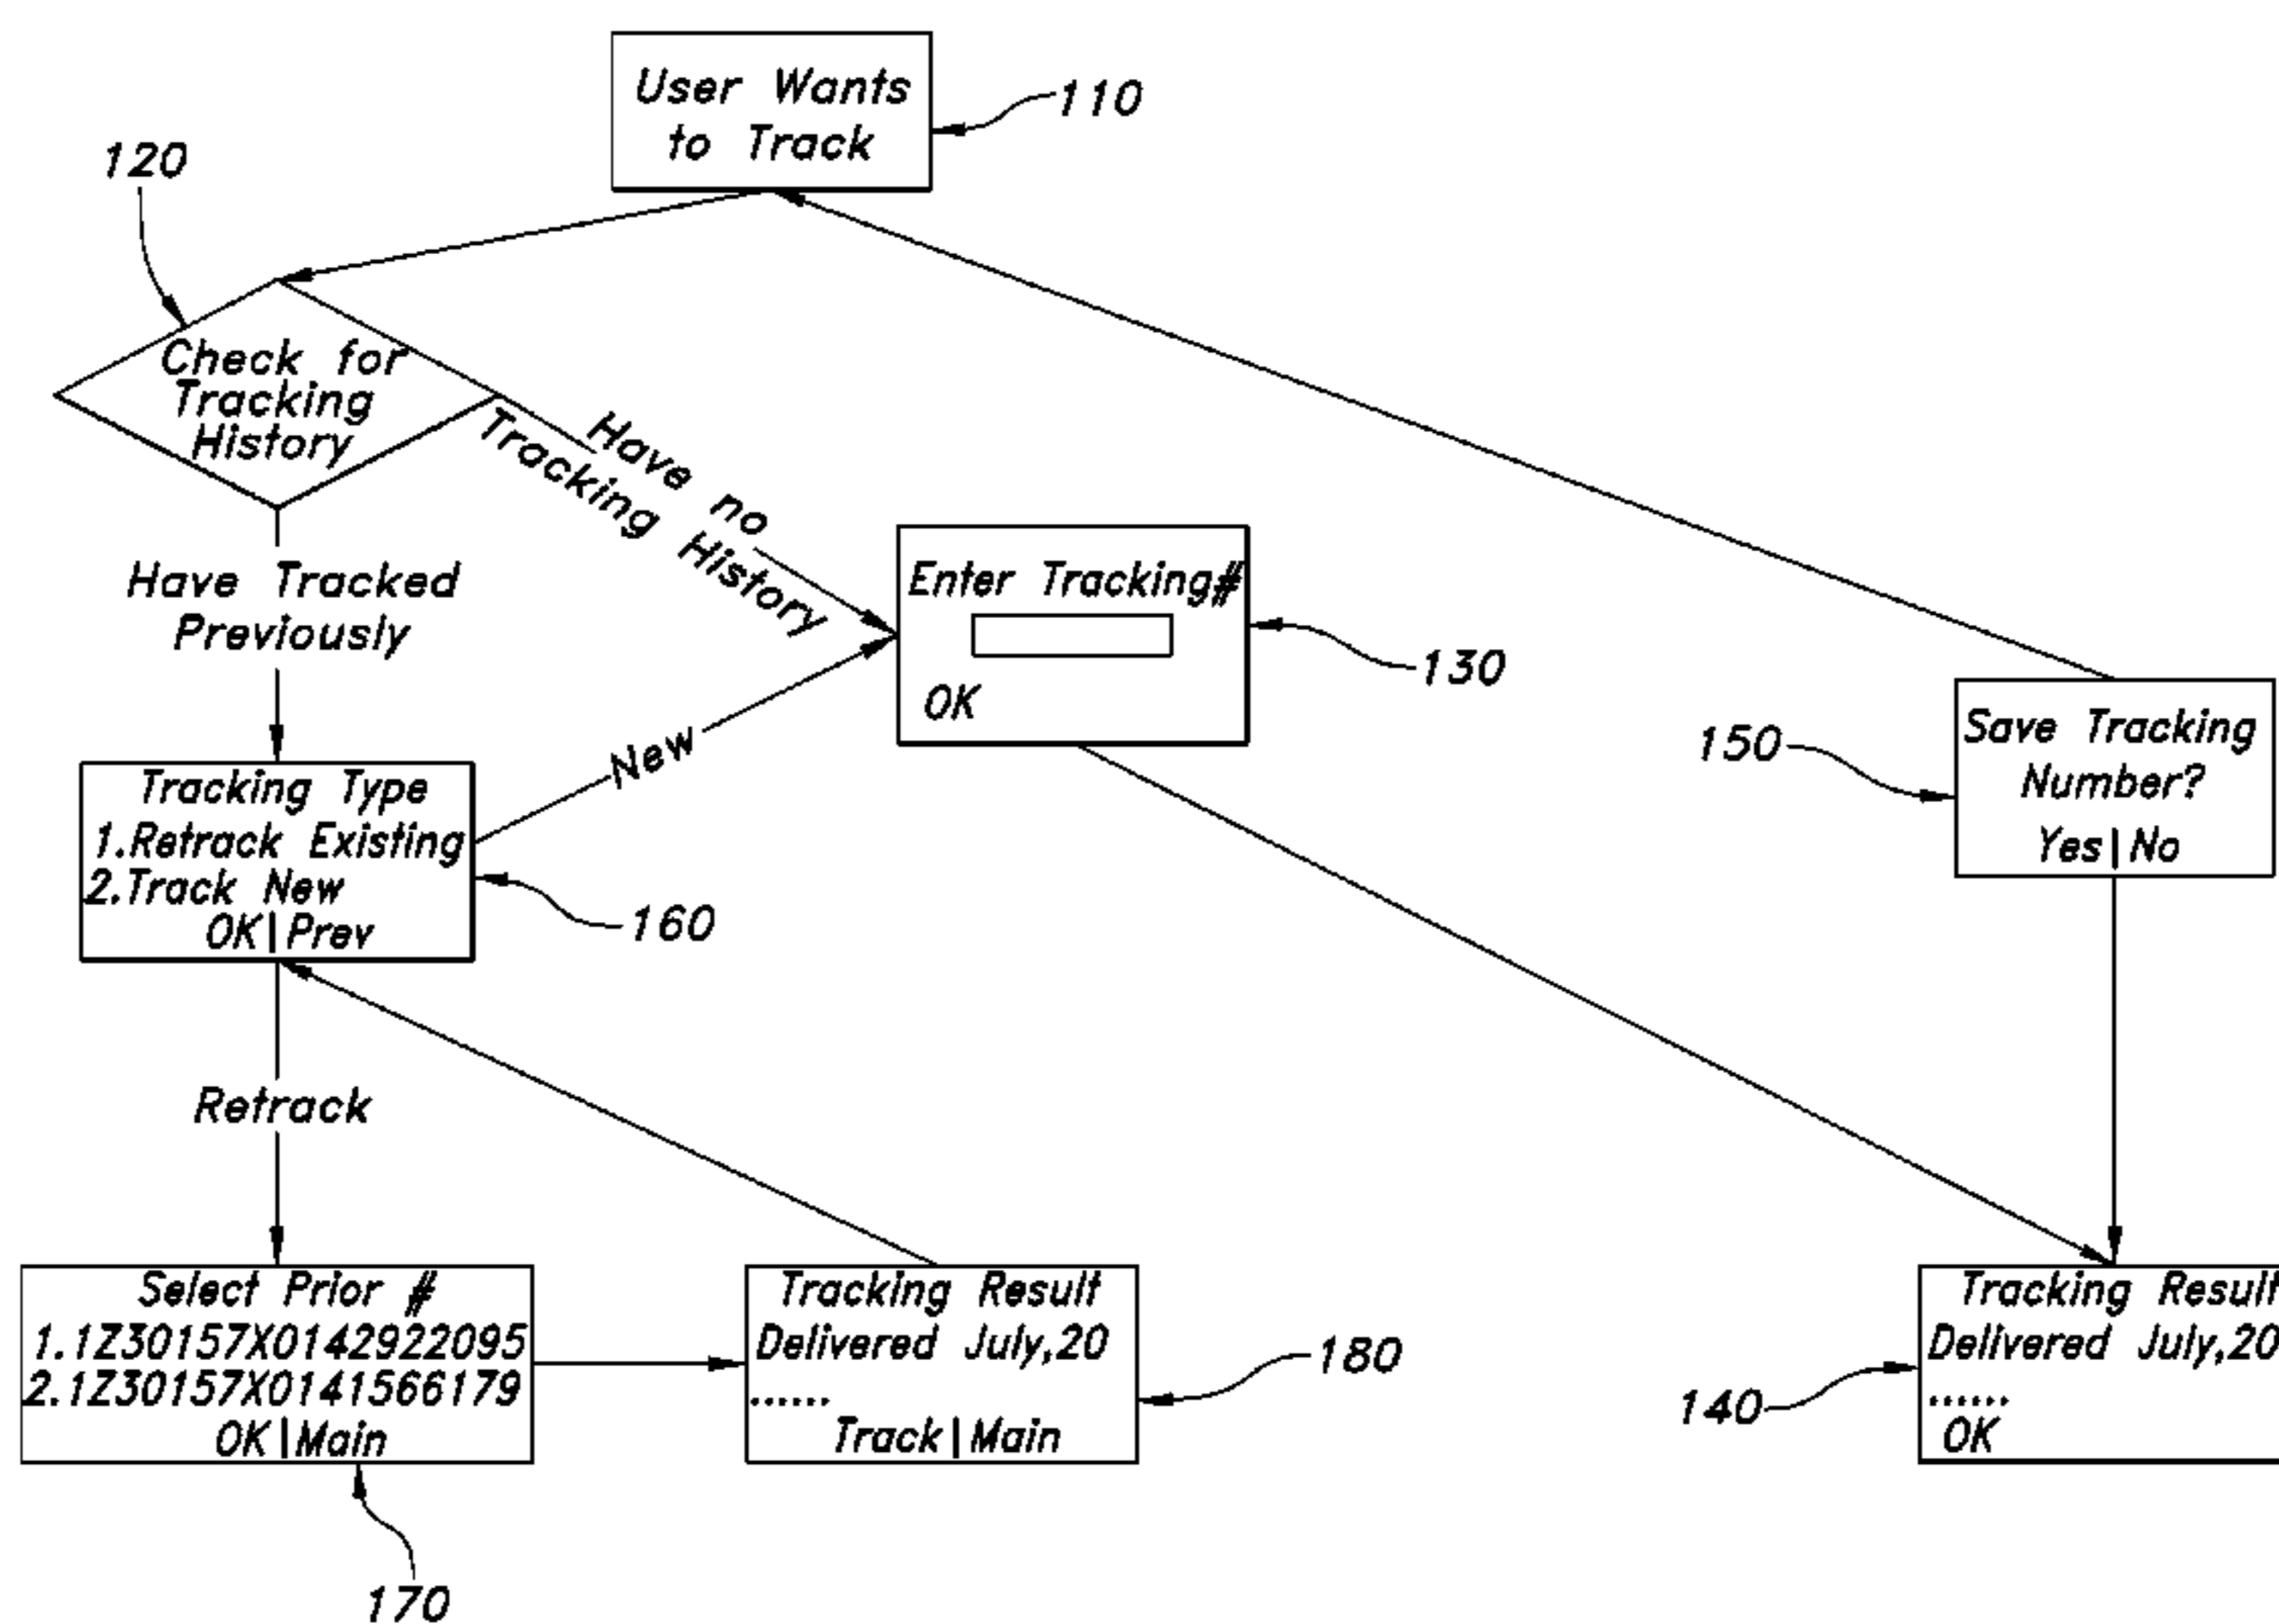 User Wants
to Track
110
120
Check for
Tracking
History
Have no
Tracking History
Have Tracked
Previously
Enter Tracking#
OK
130
Save Tracking
Number?
Yes|No
150
New
Tracking Type
1.Retrack Existing
2.Track New
OK|Prev
160
Retrack
Select Prior #
1.1Z30157X0142922095
2.1Z30157X0141566179
OK|Main
170
Tracking Result
Delivered July,20
......
Track|Main
180
Tracking Result
Delivered July,20
......
OK
140